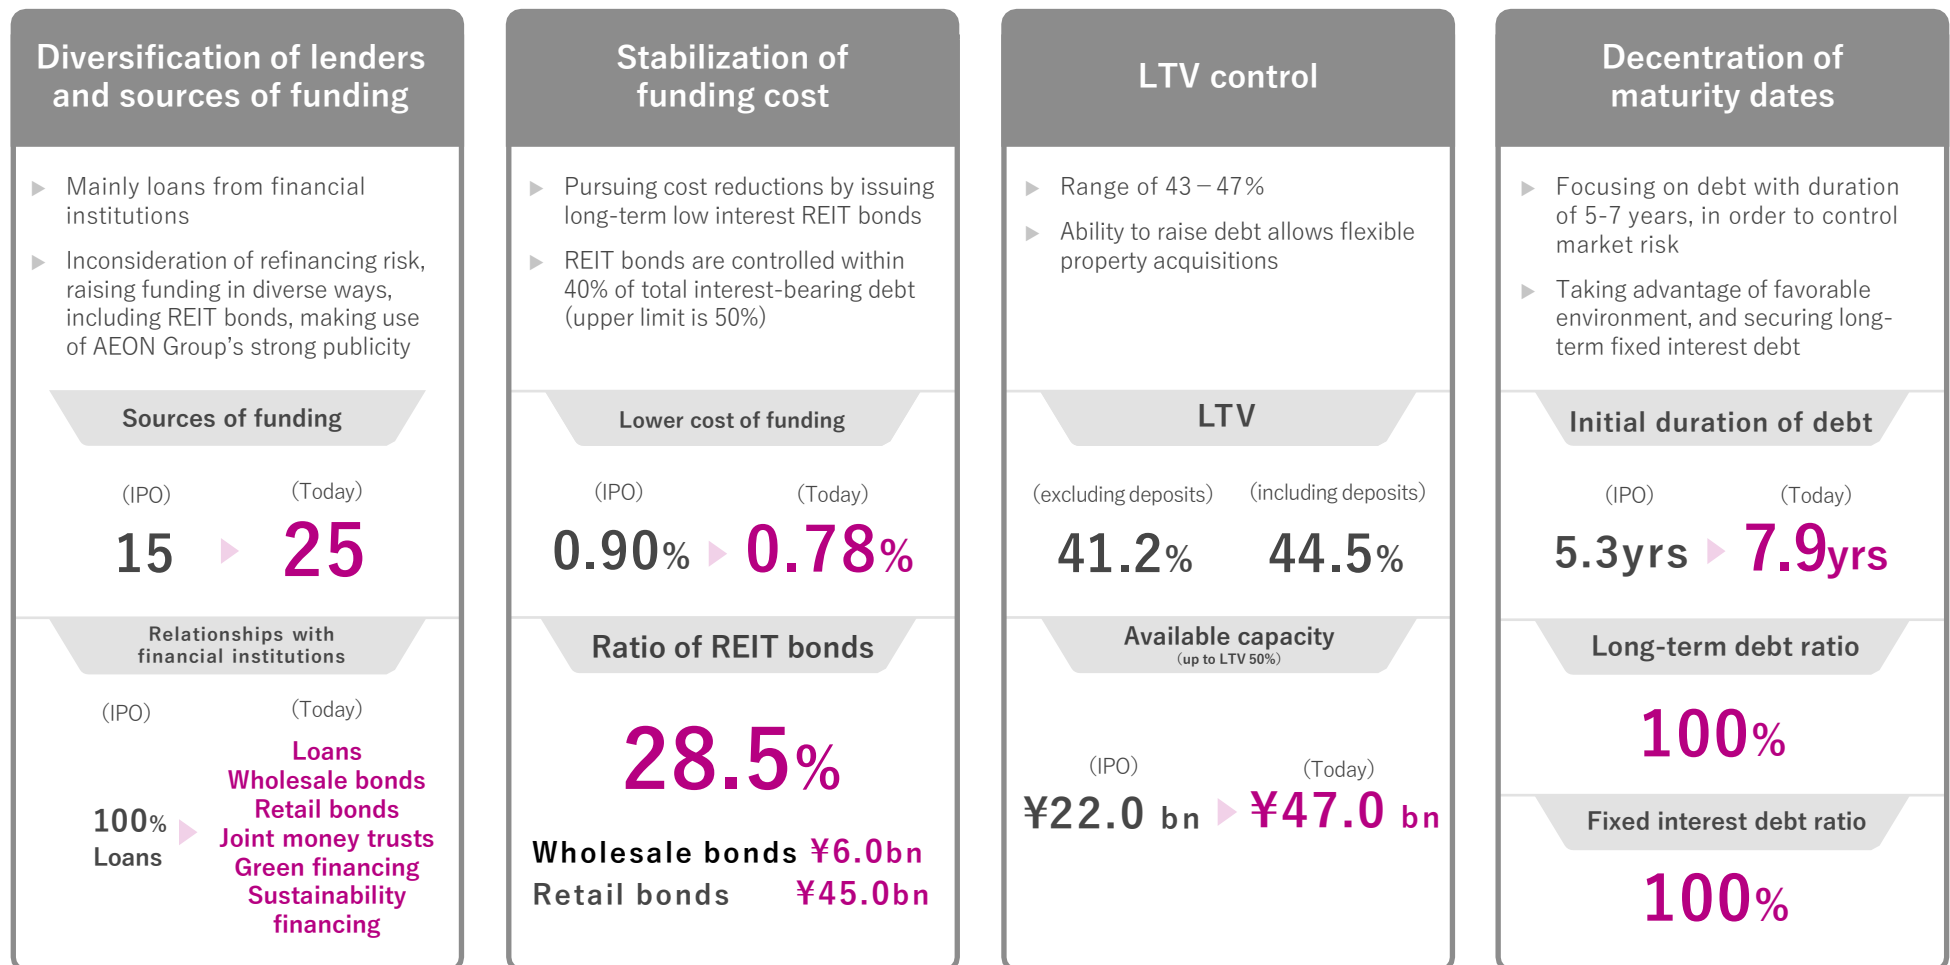 Diversification of lenders
and sources of funding
▶ Mainly loans from financial
institutions
▶ Inconsideration of refinancing risk,
raising funding in diverse ways,
including REIT bonds, making use
of AEON Group's strong publicity
Sources of funding
(IPO) (Today)
15 ▶ 25
Relationships with
financial institutions
(IPO) (Today)
100%
Loans
▶
Loans
Wholesale bonds
Retail bonds
Joint money trusts
Green financing
Sustainability
financing
Stabilization of
funding cost
▶ Pursuing cost reductions by issuing
long-term low interest REIT bonds
▶ REIT bonds are controlled within
40% of total interest-bearing debt
(upper limit is 50%)
Lower cost of funding
(IPO) (Today)
0.90% ▶ 0.78%
Ratio of REIT bonds
28.5%
Wholesale bonds ¥6.0bn
Retail bonds ¥45.0bn
LTV control
▶ Range of 43－47%
▶ Ability to raise debt allows flexible
property acquisitions
LTV
(excluding deposits) (including deposits)
41.2% 44.5%
Available capacity
(up to LTV 50%)
(IPO) (Today)
¥22.0 bn ▶ ¥47.0 bn
Decentration of
maturity dates
▶ Focusing on debt with duration
of 5-7 years, in order to control
market risk
▶ Taking advantage of favorable
environment, and securing long-
term fixed interest debt
Initial duration of debt
(IPO) (Today)
5.3yrs ▶ 7.9yrs
Long-term debt ratio
100%
Fixed interest debt ratio
100%